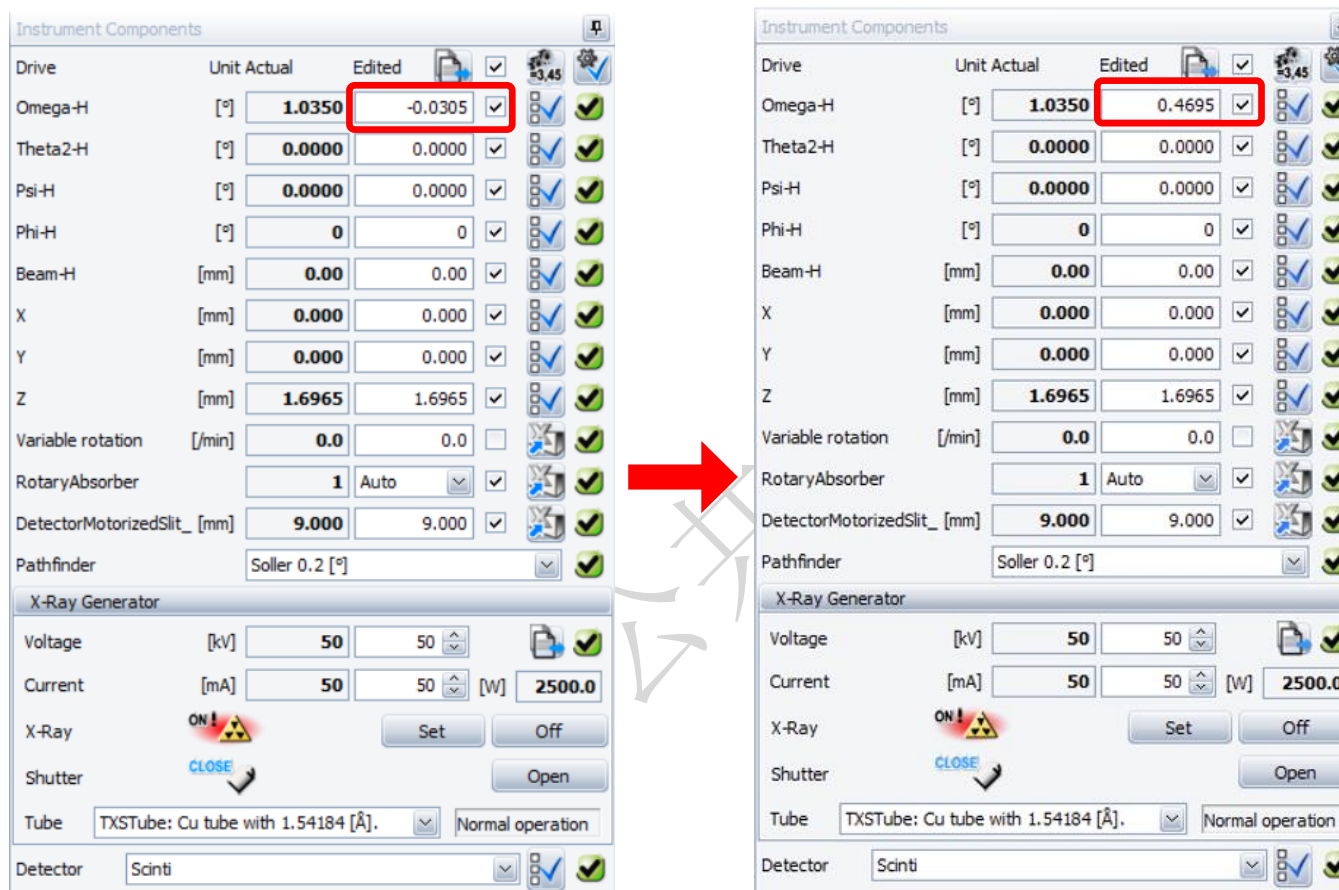 Instrument Components
Drive Unit Actual Edited =3,45
Omega-H [°] 1.0350 -0.0305
Theta2-H [°] 0.0000 0.0000
Psi-H [°] 0.0000 0.0000
Phi-H [°] 0 0
Beam-H [mm] 0.00 0.00
X [mm] 0.000 0.000
Y [mm] 0.000 0.000
Z [mm] 1.6965 1.6965
Variable rotation [/min] 0.0 0.0
RotaryAbsorber 1 Auto
DetectorMotorizedSlit_ [mm] 9.000 9.000
Pathfinder Soller 0.2 [°]
X-Ray Generator
Voltage [kV] 50 50
Current [mA] 50 50 [W] 2500.0
X-Ray ON! Set Off
Shutter CLOSE Open
Tube TXSTube: Cu tube with 1.54184 [Å]. Normal operation
Detector Scinti
Instrument Components
Drive Unit Actual Edited =3,45
Omega-H [°] 1.0350 0.4695
Theta2-H [°] 0.0000 0.0000
Psi-H [°] 0.0000 0.0000
Phi-H [°] 0 0
Beam-H [mm] 0.00 0.00
X [mm] 0.000 0.000
Y [mm] 0.000 0.000
Z [mm] 1.6965 1.6965
Variable rotation [/min] 0.0 0.0
RotaryAbsorber 1 Auto
DetectorMotorizedSlit_ [mm] 9.000 9.000
Pathfinder Soller 0.2 [°]
X-Ray Generator
Voltage [kV] 50 50
Current [mA] 50 50 [W] 2500.0
X-Ray ON! Set Off
Shutter CLOSE Open
Tube TXSTube: Cu tube with 1.54184 [Å]. Normal operation
Detector Scinti